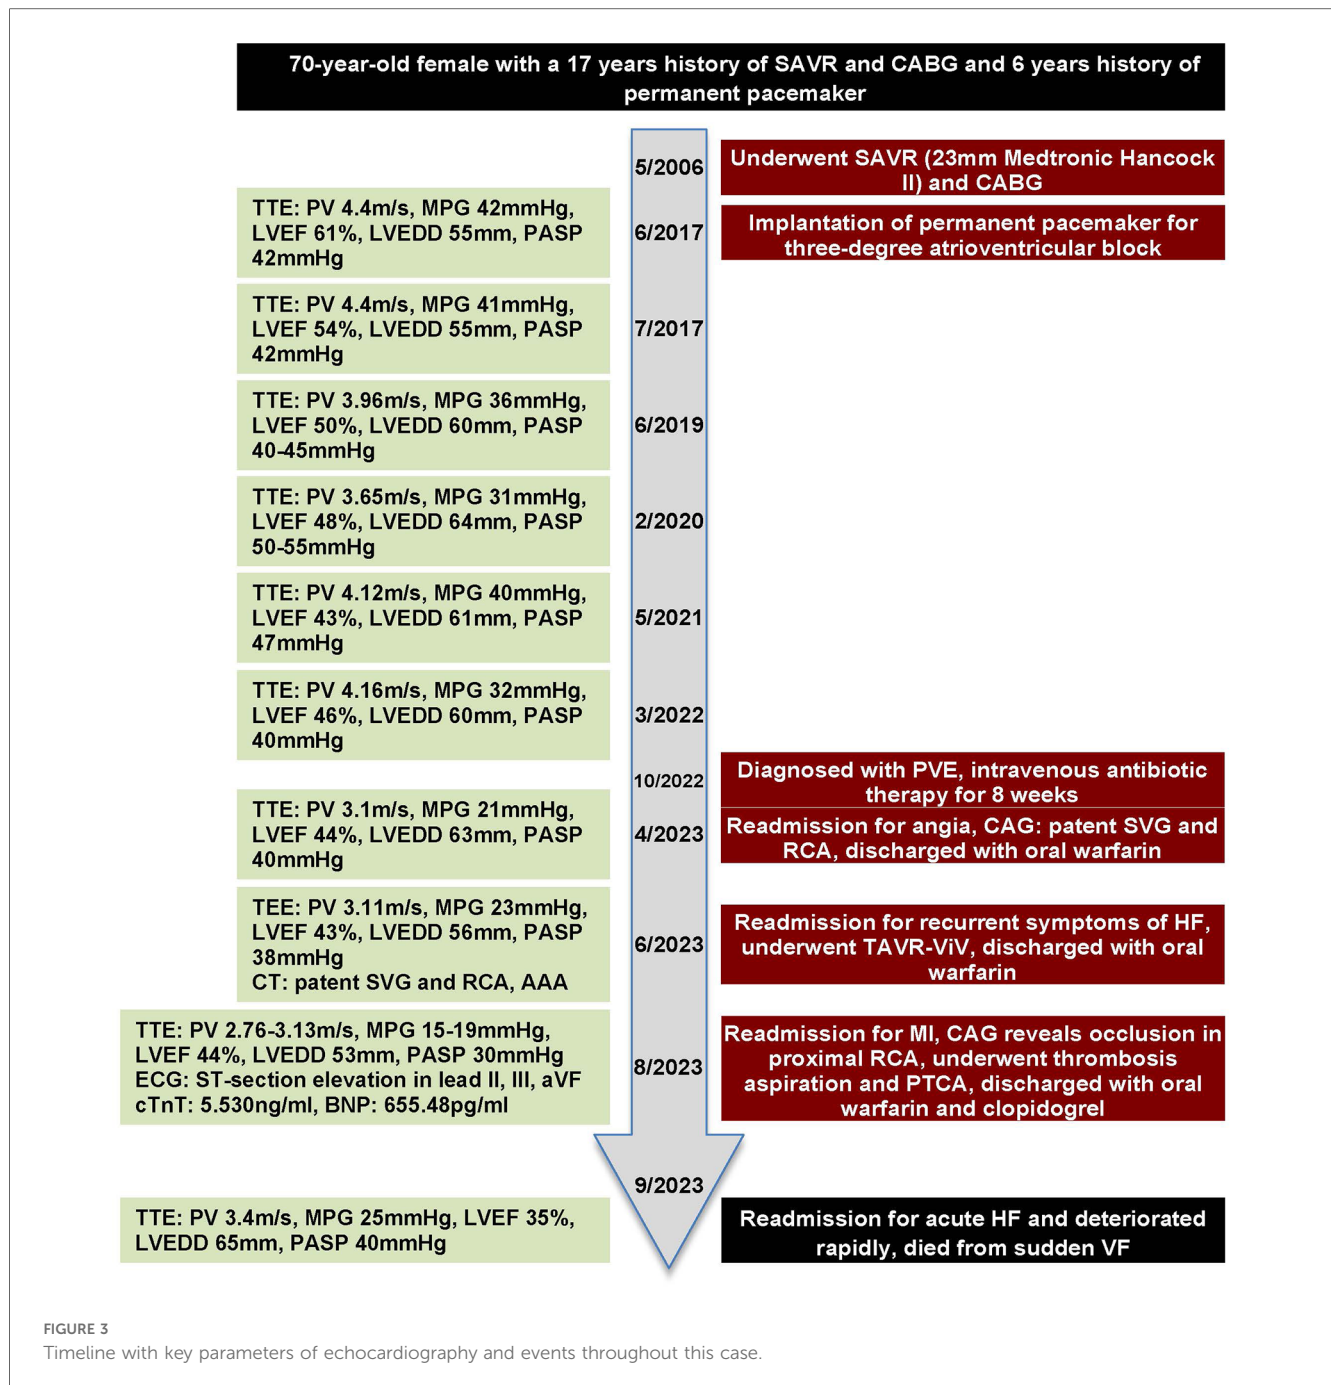 70-year-old female with a 17 years history of SAVR and CABG and 6 years history of
permanent pacemaker
5/2006
Underwent SAVR (23mm Medtronic Hancock
II) and CABG
TTE: PV 4.4m/s, MPG 42mmHg,
LVEF 61%, LVEDD 55mm, PASP
42mmHg
6/2017
Implantation of permanent pacemaker for
three-degree atrioventricular block
TTE: PV 4.4m/s, MPG 41mmHg,
LVEF 54%, LVEDD 55mm, PASP
42mmHg
7/2017
TTE: PV 3.96m/s, MPG 36mmHg,
LVEF 50%, LVEDD 60mm, PASP
40-45mmHg
6/2019
TTE: PV 3.65m/s, MPG 31mmHg,
LVEF 48%, LVEDD 64mm, PASP
50-55mmHg
2/2020
TTE: PV 4.12m/s, MPG 40mmHg,
LVEF 43%, LVEDD 61mm, PASP
47mmHg
5/2021
TTE: PV 4.16m/s, MPG 32mmHg,
LVEF 46%, LVEDD 60mm, PASP
40mmHg
3/2022
10/2022
Diagnosed with PVE, intravenous antibiotic
therapy for 8 weeks
TTE: PV 3.1m/s, MPG 21mmHg,
LVEF 44%, LVEDD 63mm, PASP
40mmHg
4/2023
Readmission for angia, CAG: patent SVG and
RCA, discharged with oral warfarin
TEE: PV 3.11m/s, MPG 23mmHg,
LVEF 43%, LVEDD 56mm, PASP
38mmHg
CT: patent SVG and RCA, AAA
6/2023
Readmission for recurrent symptoms of HF,
underwent TAVR-ViV, discharged with oral
warfarin
TTE: PV 2.76-3.13m/s, MPG 15-19mmHg,
LVEF 44%, LVEDD 53mm, PASP 30mmHg
ECG: ST-section elevation in lead II, III, aVF
cTnT: 5.530ng/ml, BNP: 655.48pg/ml
8/2023
Readmission for MI, CAG reveals occlusion in
proximal RCA, underwent thrombosis
aspiration and PTCA, discharged with oral
warfarin and clopidogrel
9/2023
TTE: PV 3.4m/s, MPG 25mmHg, LVEF 35%,
LVEDD 65mm, PASP 40mmHg
Readmission for acute HF and deteriorated
rapidly, died from sudden VF
FIGURE 3
Timeline with key parameters of echocardiography and events throughout this case.